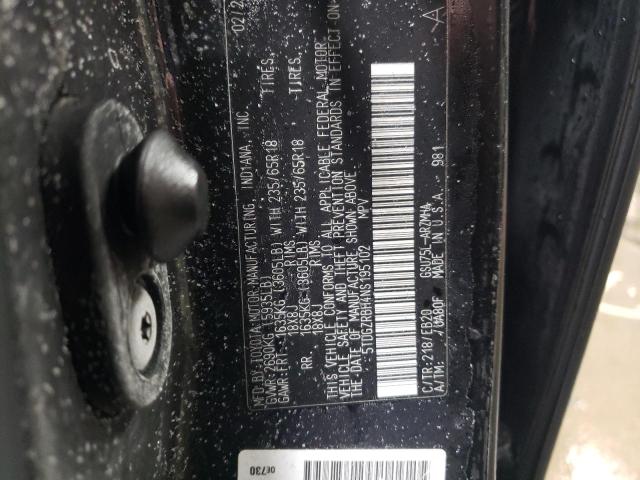 MFD.BY:TOYOTA MOTOR MANUFACTURING, INDIANA, INC. 02/2
GVWR-2690KG (5935LB)
GAWR-FRT-1635KG (3605LB) WITH 235/65R18 TIRES,
18X8J RIMS
RR 1635KG (3605LB) WITH 235/65R18 TIRES,
18X8J RIMS
THIS VEHICLE CONFORMS TO ALL APPLICABLE FEDERAL MOTOR
VEHICLE SAFETY AND THEFT PREVENTION STANDARDS IN EFFECT ON
THE DATE OF MANUFACTURE SHOWN ABOVE.
MPV
C/TR:218/FB20 GSU75L-ARZMHA
A/TM: /UA80F MADE IN U.S.A. 981
A
0E730